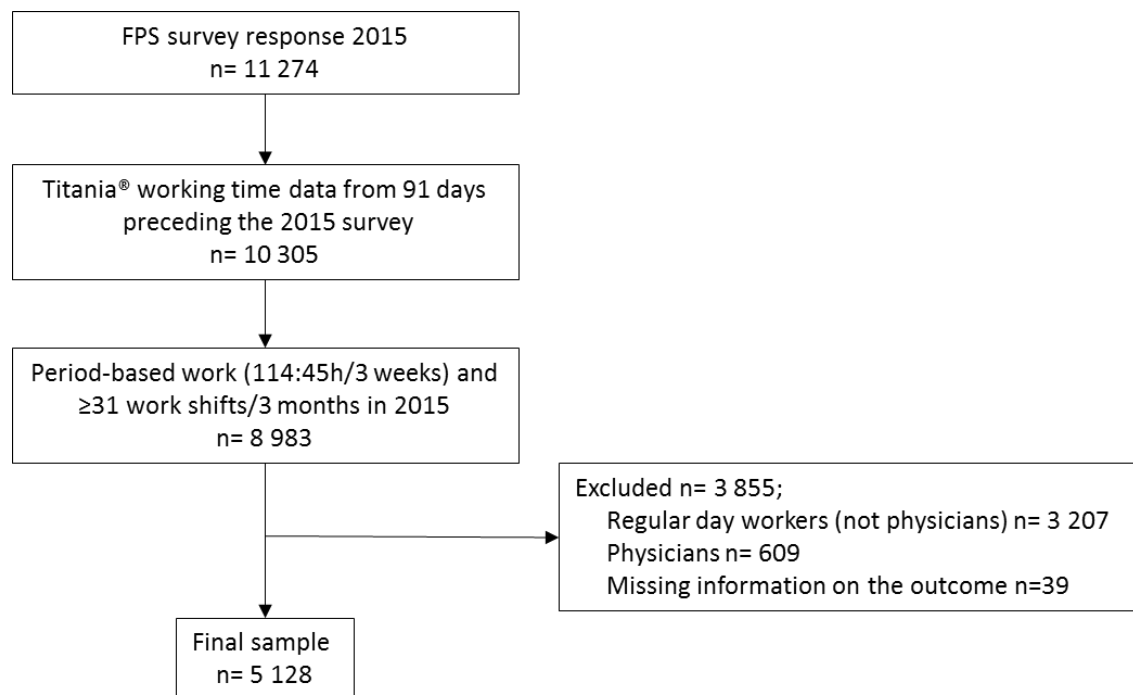 FPS survey response 2015
n= 11 274
Titania® working time data from 91 days
preceding the 2015 survey
n= 10 305
Period-based work (114:45h/3 weeks) and
≥31 work shifts/3 months in 2015
n= 8 983
Excluded n= 3 855;
Regular day workers (not physicians) n= 3 207
Physicians n= 609
Missing information on the outcome n=39
Final sample
n= 5 128